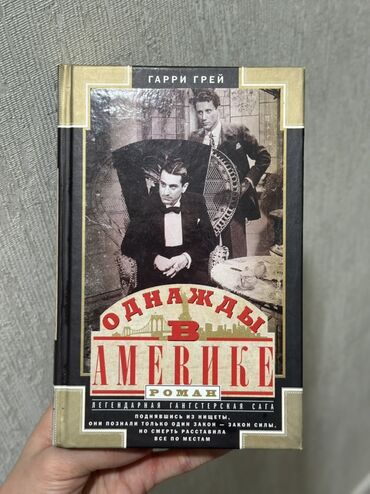 ГАРРИ ГРЕЙ
ОДНАЖДЫ
В
АМЕРИКЕ
РОМАН
ЛЕГЕНДАРНАЯ ГАНГСТЕРСКАЯ САГА
ПОДНЯВШИСЬ ИЗ НИЩЕТЫ,
ОНИ ПОЗНАЛИ ТОЛЬКО ОДИН ЗАКОН — ЗАКОН СИЛЫ,
НО СМЕРТЬ РАССТАВИЛА
ВСЕ ПО МЕСТАМ